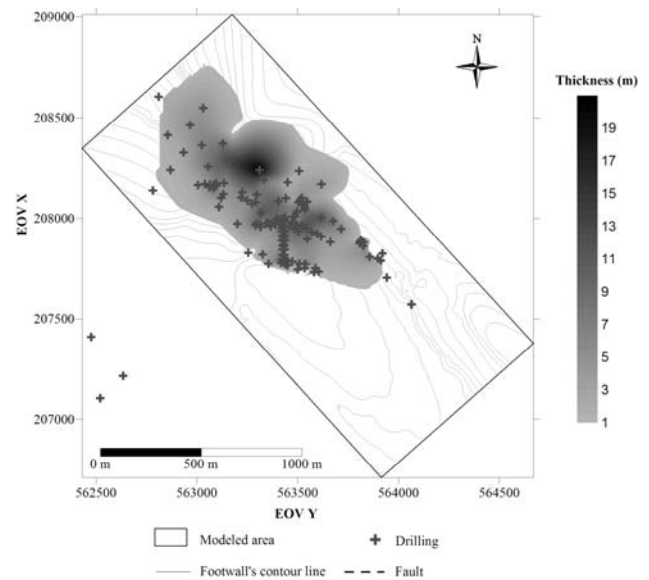 209000
208500
208000
207500
207000
EOV X
N
Thickness (m)
19
17
15
13
11
9
7
5
3
1
0 m 500 m 1000 m
562500 563000 563500 564000 564500
EOV Y
Modeled area
Drilling
Footwall's contour line
Fault